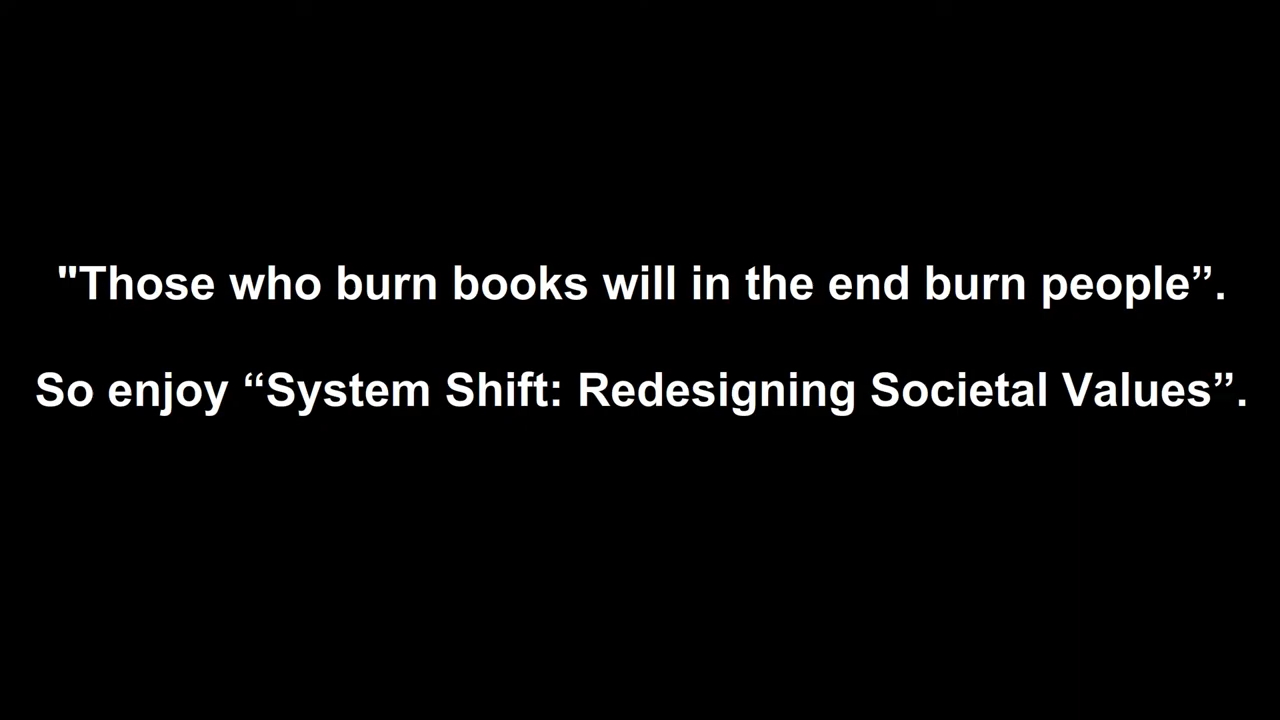 "Those who burn books will in the end burn people”.
So enjoy “System Shift: Redesigning Societal Values”.